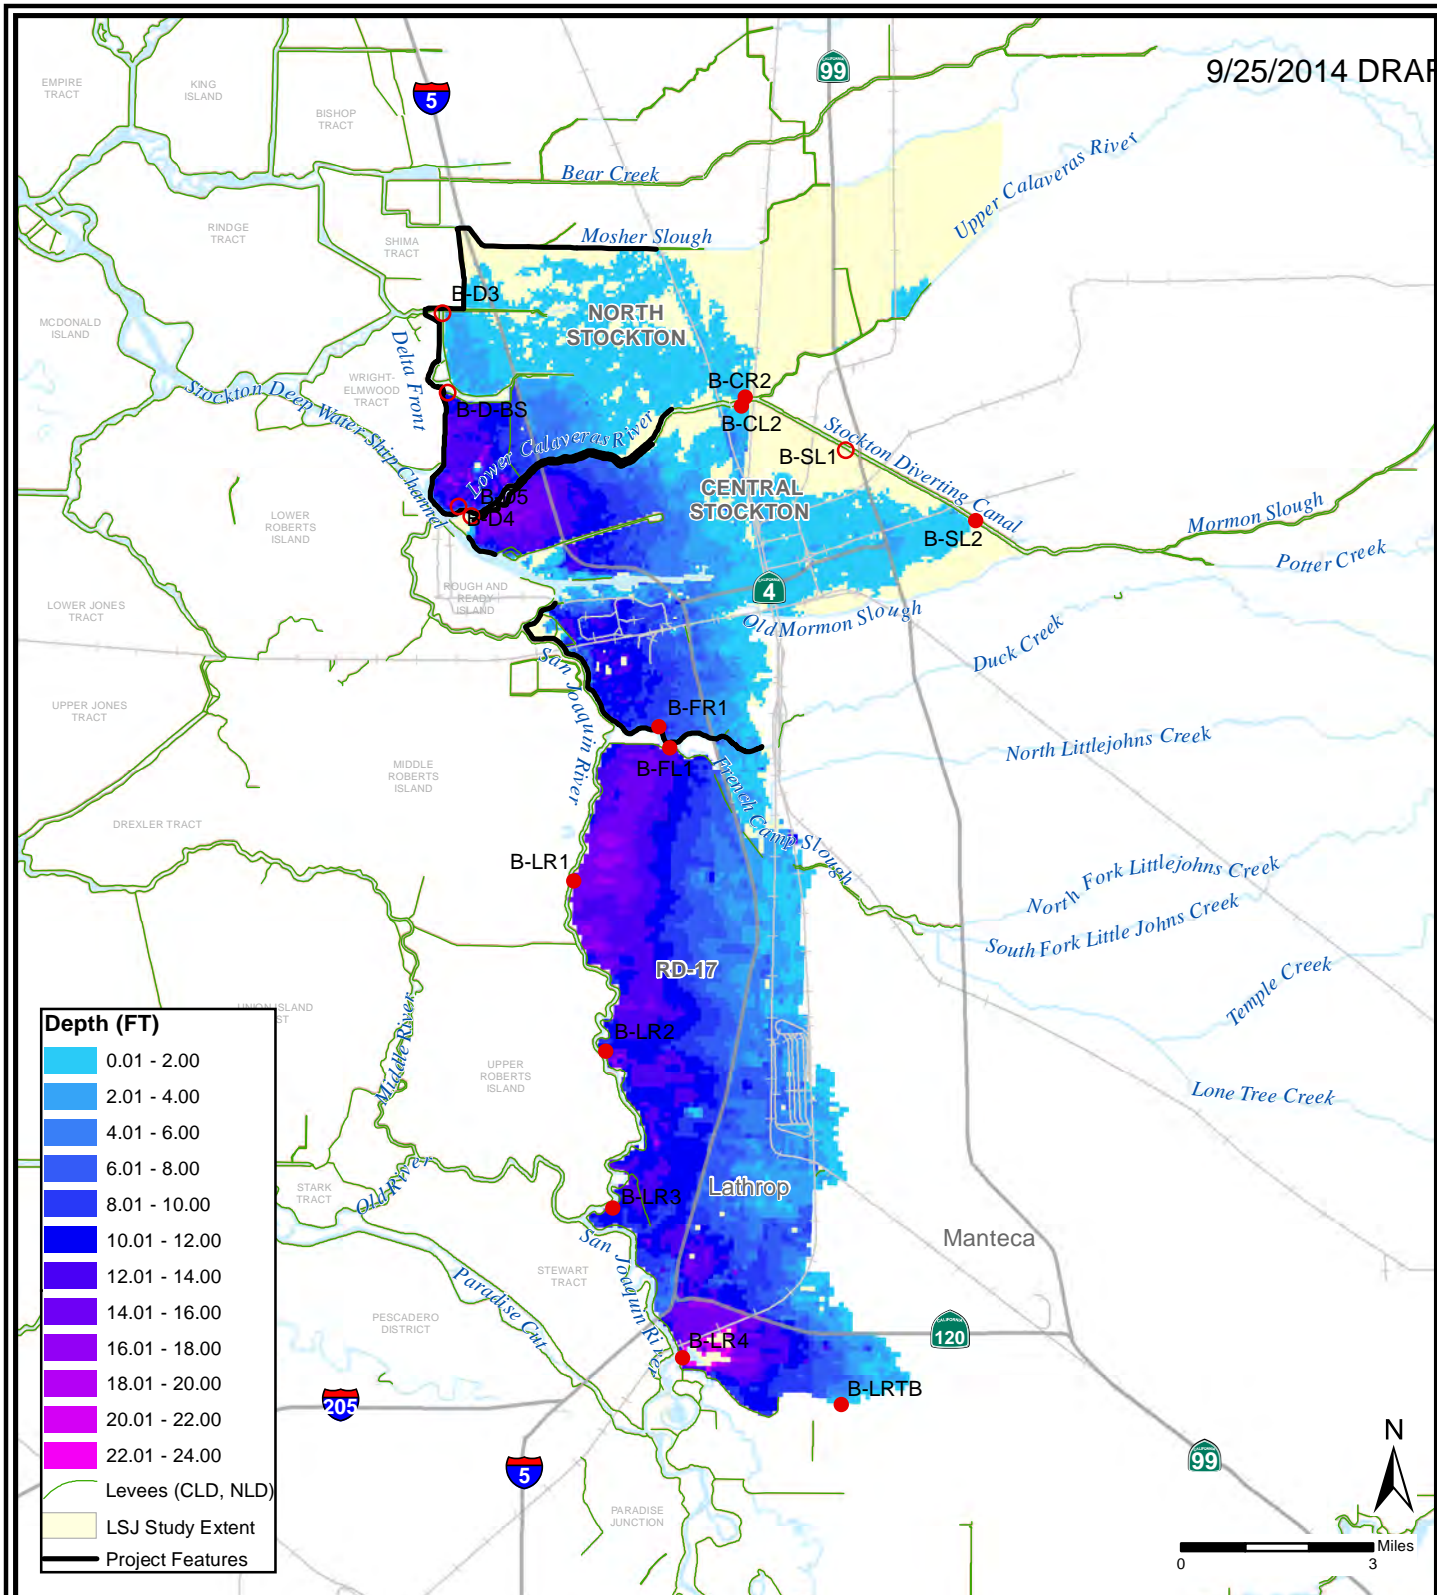 9/25/2014 DRAF
99
5
EMPIRE
TRACT
KING
ISLAND
BISHOP
TRACT
Bear Creek
Upper Calaveras River
RINDGE
TRACT
SHIMA
TRACT
Mosher Slough
B-D3
NORTH
STOCKTON
MCDONALD
ISLAND
Delta Front
WRIGHT-
ELMWOOD
TRACT
Stockton Deep Water Ship Channel
B-D-BS
B-CR2
B-CL2
Lower Calaveras River
Stockton Diverting Canal
B-SL1
CENTRAL
STOCKTON
B-D5
B-D4
B-SL2
Mormon Slough
Potter Creek
LOWER
ROBERTS
ISLAND
ROUGH AND
READY
ISLAND
4
Old Mormon Slough
LOWER JONES
TRACT
Duck Creek
San Joaquin River
UPPER JONES
TRACT
B-FR1
B-FL1
French Camp Slough
North Littlejohns Creek
MIDDLE
ROBERTS
ISLAND
DREXLER TRACT
B-LR1
North Fork Littlejohns Creek
South Fork Little Johns Creek
RD-17
Temple Creek
UNION ISLAND
ST
Middle River
B-LR2
UPPER
ROBERTS
ISLAND
Lone Tree Creek
STARK
TRACT
Old River
Lathrop
B-LR3
Manteca
San Joaquin River
STEWART
TRACT
Paradise Cut
PESCADERO
DISTRICT
CALIFORNIA
120
B-LR4
B-LRTB
205
5
99
PARADISE
JUNCTION
N
Miles
0
3
Depth (FT)
0.01 - 2.00
2.01 - 4.00
4.01 - 6.00
6.01 - 8.00
8.01 - 10.00
10.01 - 12.00
12.01 - 14.00
14.01 - 16.00
16.01 - 18.00
18.01 - 20.00
20.01 - 22.00
22.01 - 24.00
Levees (CLD, NLD)
LSJ Study Extent
Project Features